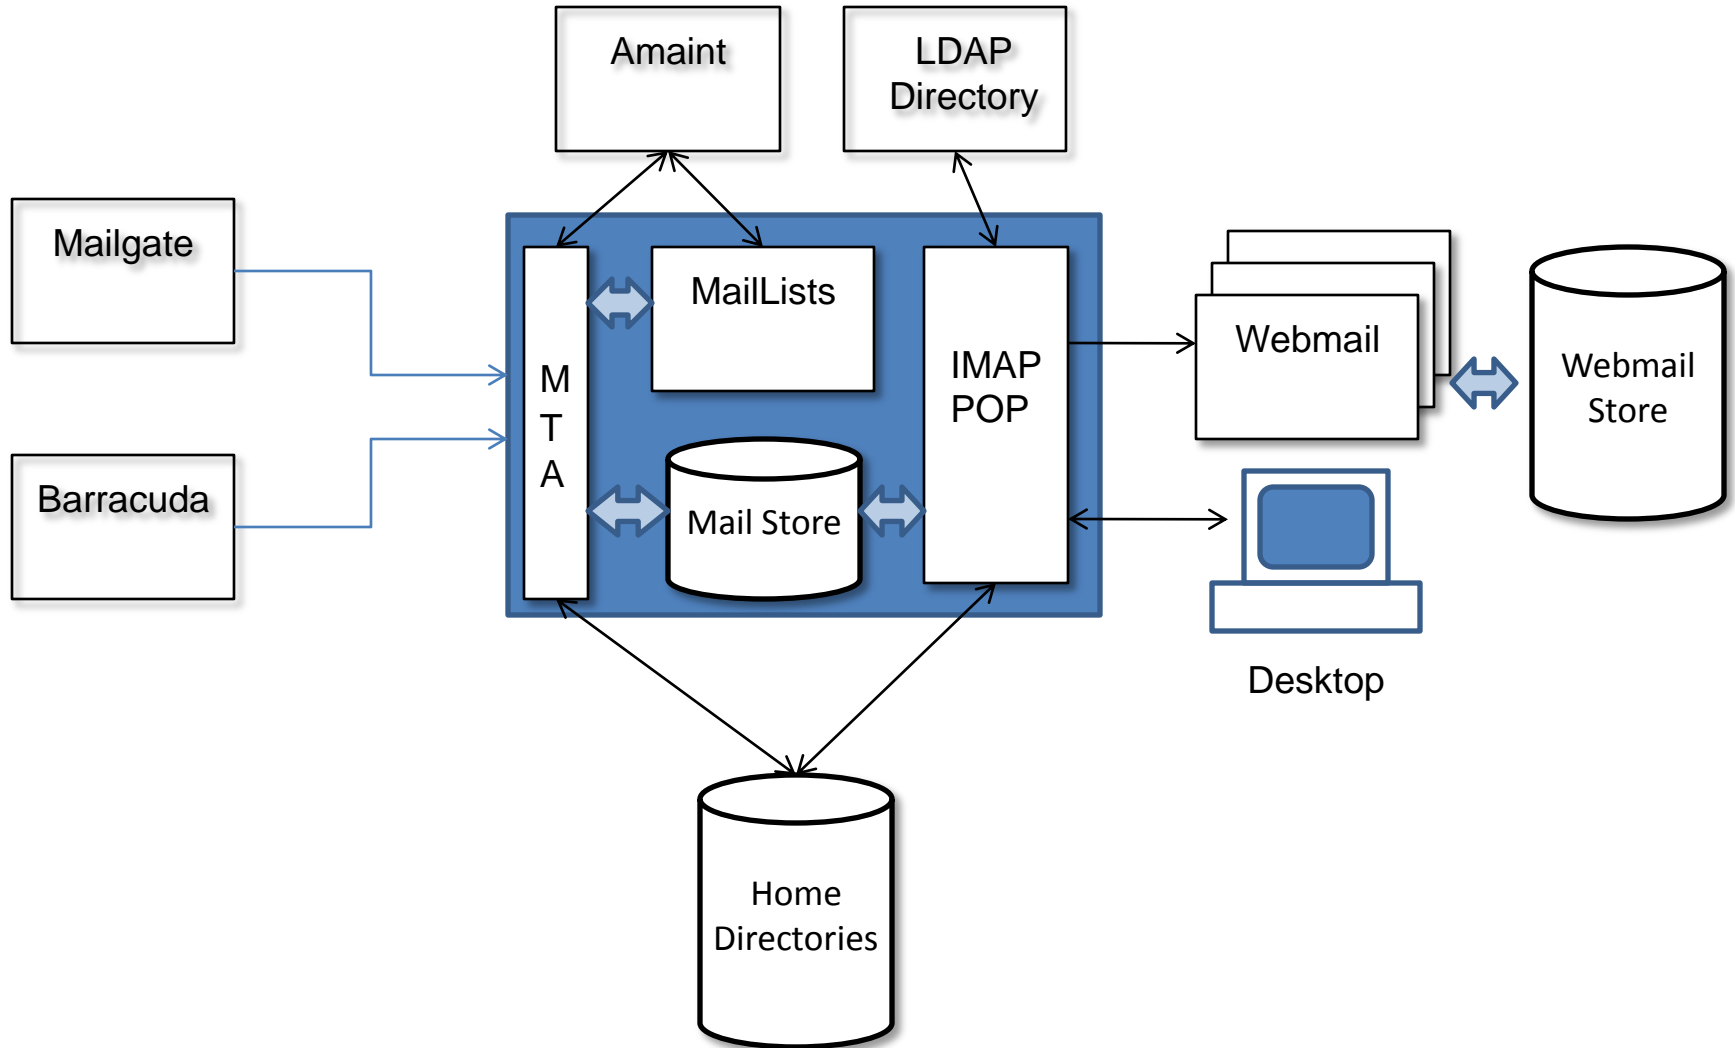 Amaint
LDAP
Directory
Mailgate
MailLists
Webmail
Webmail
Store
M
T
A
IMAP
POP
Barracuda
Mail Store
Desktop
Home
Directories